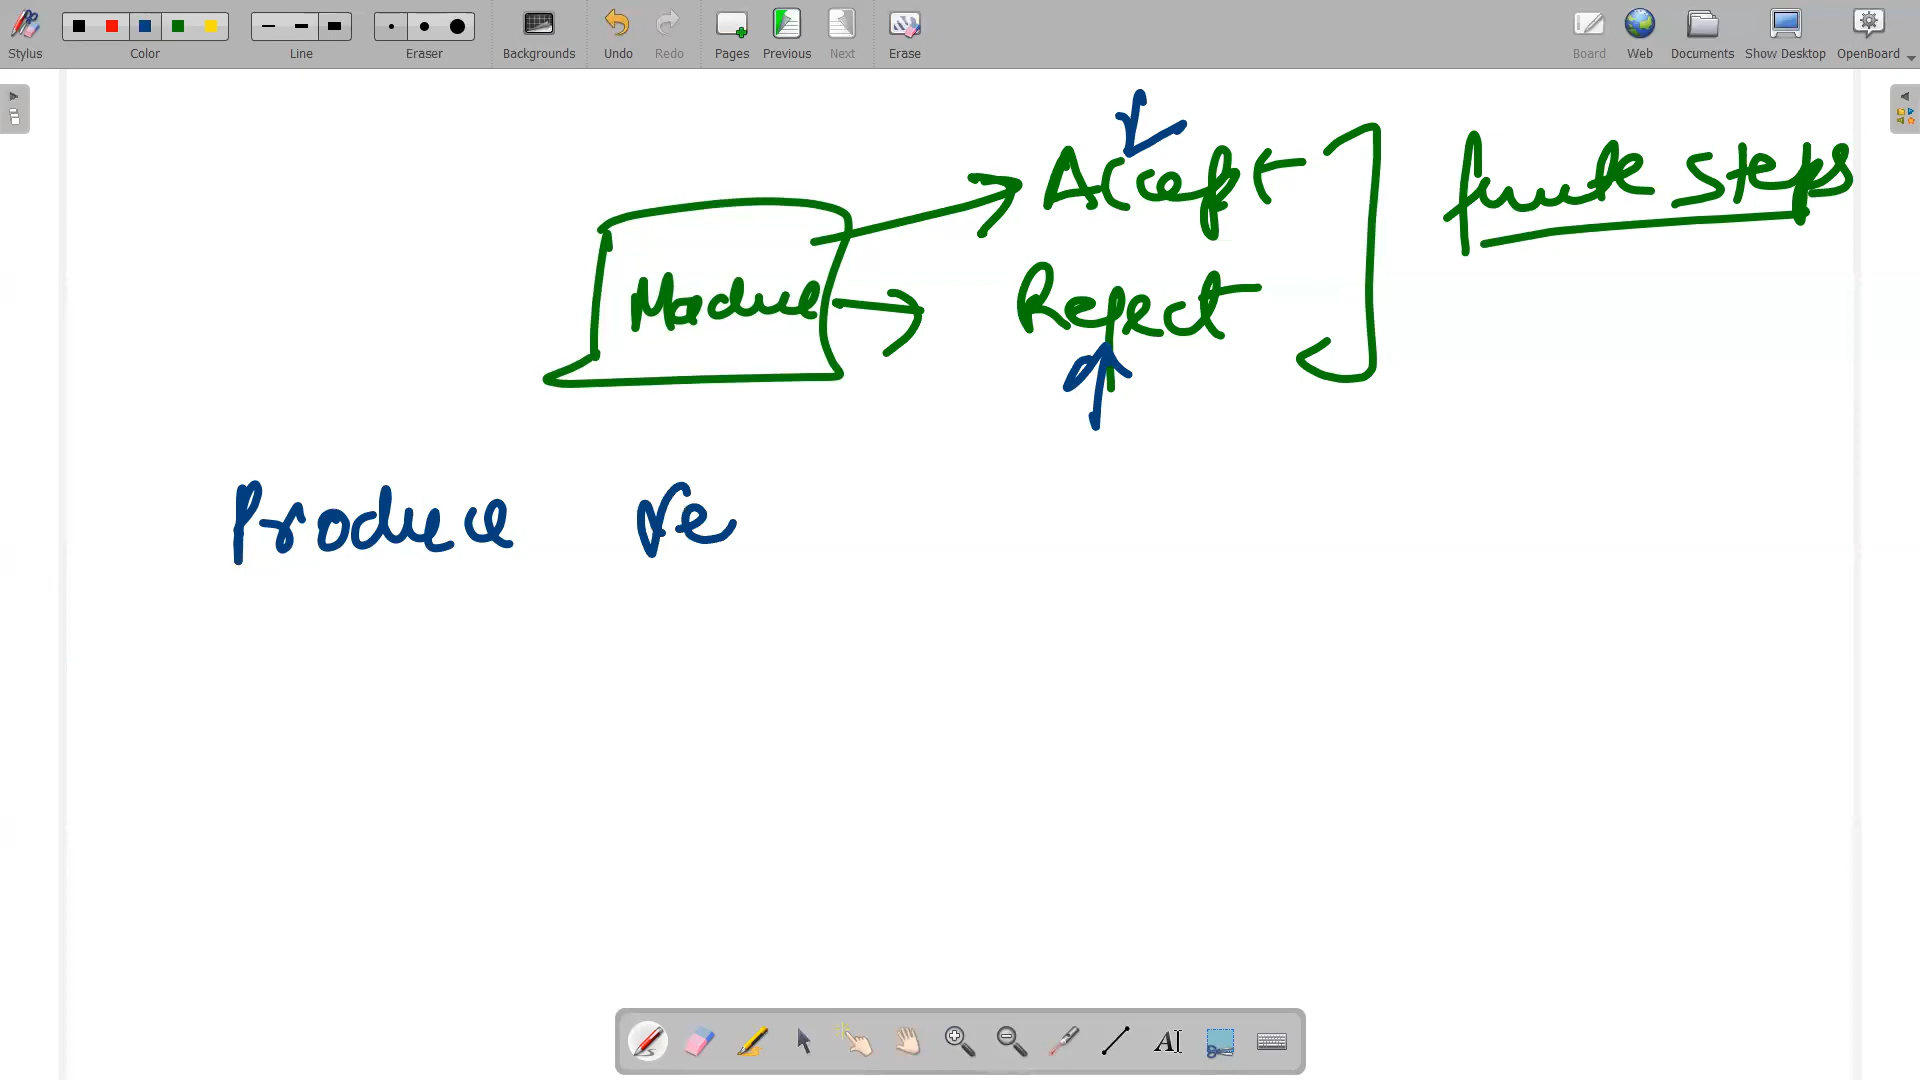 Stylus
Color
Line
Eraser
Backgrounds
Undo
Redo
Pages
Previous
Next
Erase
Board
Web
Documents
Show Desktop
OpenBoard
Accept
finite steps
Reject
Produce re